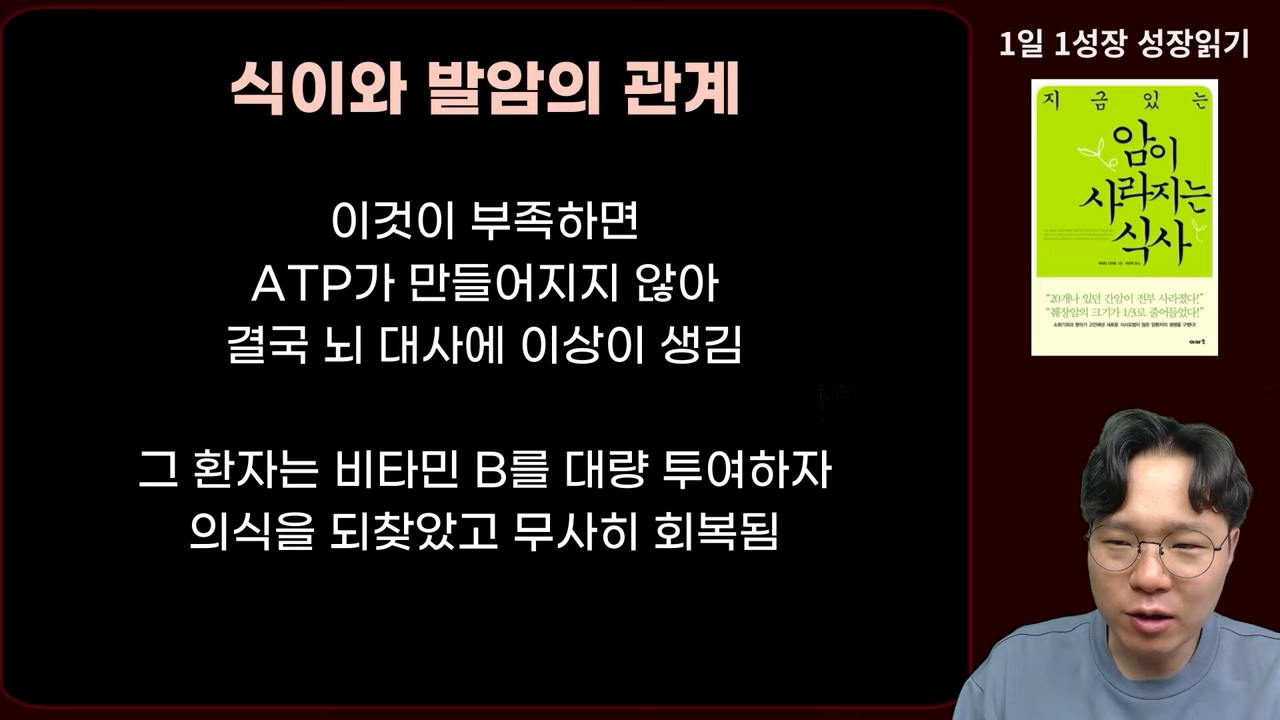 식이와 발암의 관계
이것이 부족하면
ATP가 만들어지지 않아
결국 뇌 대사에 이상이 생김
그 환자는 비타민 B를 대량 투여하자
의식을 되찾았고 무사히 회복됨
1일 1성장 성장읽기
지금 있는
암이
사라지는
식사
“20개나 있던 간암이 전부 사라졌다!”
“췌장암의 크기가 1/3로 줄어들었다!”